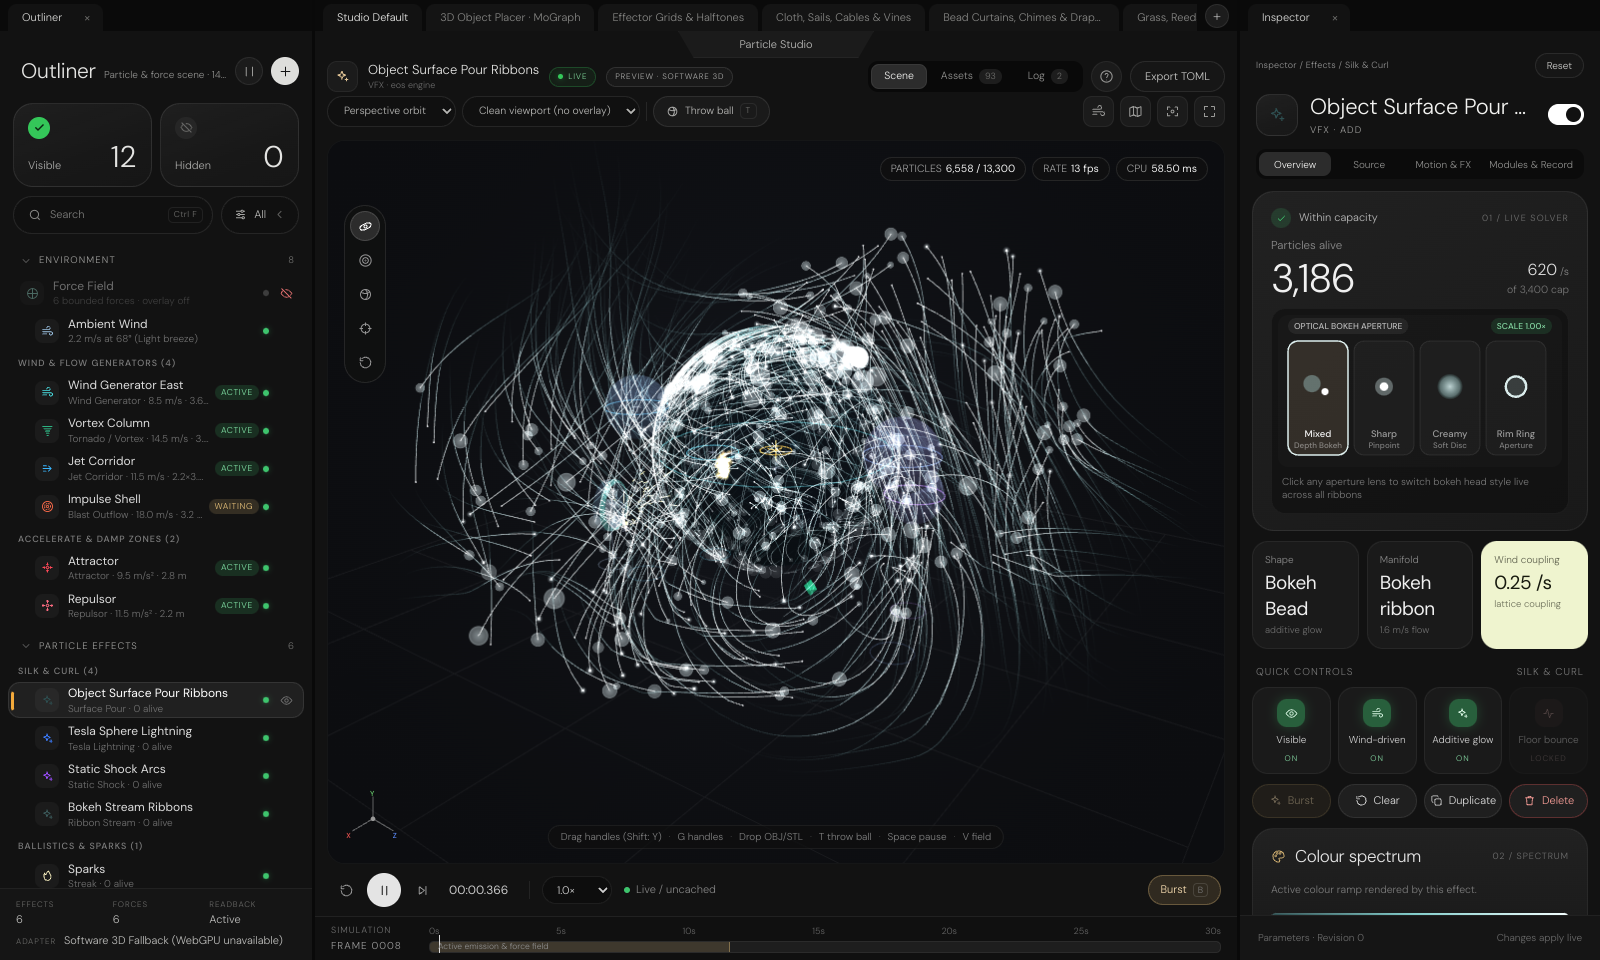 Outliner ×
Studio Default
3D Object Placer · MoGraph
Effector Grids & Halftones
Cloth, Sails, Cables & Vines
Bead Curtains, Chimes & Drap...
Grass, Reed
Inspector ×
Particle Studio
Outliner
Particle & force scene · 14...
Visible
12
Hidden
0
Search
Ctrl F
All
ENVIRONMENT
8
Force Field
6 bounded forces · overlay off
Ambient Wind
2.2 m/s at 68° (Light breeze)
WIND & FLOW GENERATORS (4)
Wind Generator East
Wind Generator · 8.5 m/s · 3.6...
ACTIVE
Vortex Column
Tornado / Vortex · 14.5 m/s · 3...
ACTIVE
Jet Corridor
Jet Corridor · 11.5 m/s · 2.2×3....
ACTIVE
Impulse Shell
Blast Outflow · 18.0 m/s · 3.2 ...
WAITING
ACCELERATE & DAMP ZONES (2)
Attractor
Attractor · 9.5 m/s² · 2.8 m
ACTIVE
Repulsor
Repulsor · 11.5 m/s² · 2.2 m
ACTIVE
PARTICLE EFFECTS
6
SILK & CURL (4)
Object Surface Pour Ribbons
Surface Pour · 0 alive
Tesla Sphere Lightning
Tesla Lightning · 0 alive
Static Shock Arcs
Static Shock · 0 alive
Bokeh Stream Ribbons
Ribbon Stream · 0 alive
BALLISTICS & SPARKS (1)
Sparks
Streak · 0 alive
EFFECTS
6
FORCES
6
READBACK
Active
ADAPTER Software 3D Fallback (WebGPU unavailable)
Object Surface Pour Ribbons
VFX · eos engine
LIVE
PREVIEW · SOFTWARE 3D
Scene
Assets 93
Log 2
Export TOML
Perspective orbit
Clean viewport (no overlay)
Throw ball T
PARTICLES 6,558 / 13,300
RATE 13 fps
CPU 58.50 ms
Y
X
Z
Drag handles (Shift: Y) · G handles · Drop OBJ/STL · T throw ball · Space pause · V field
00:00.366
1.0×
Live / uncached
Burst B
SIMULATION
FRAME 0008
0s
5s
10s
15s
20s
25s
30s
Active emission & force field
Inspector / Effects / Silk & Curl
Reset
Object Surface Pour ...
VFX · ADD
Overview
Source
Motion & FX
Modules & Record
Within capacity
01 / LIVE SOLVER
Particles alive
3,186
620 /s
of 3,400 cap
OPTICAL BOKEH APERTURE
SCALE 1.00×
Mixed
Depth Bokeh
Sharp
Pinpoint
Creamy
Soft Disc
Rim Ring
Aperture
Click any aperture lens to switch bokeh head style live
across all ribbons
Shape
Bokeh
Bead
additive glow
Manifold
Bokeh
ribbon
1.6 m/s flow
Wind coupling
0.25 /s
lattice coupling
QUICK CONTROLS
SILK & CURL
Visible
ON
Wind-driven
ON
Additive glow
ON
Floor bounce
LOCKED
Burst
Clear
Duplicate
Delete
Colour spectrum
02 / SPECTRUM
Active colour ramp rendered by this effect.
Parameters · Revision 0
Changes apply live